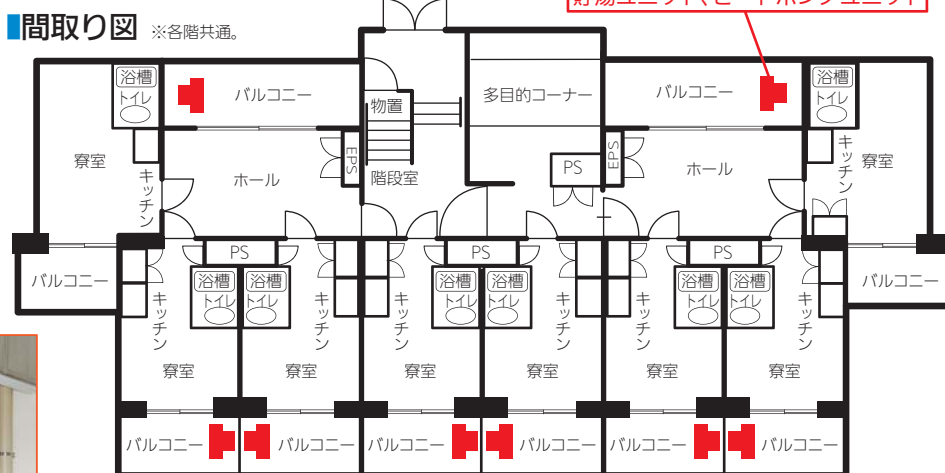 間取り図 ※各階共通。
貯湯ユニット、ヒートポンプユニット
浴槽
トイレ
バルコニー
物置
多目的コーナー
バルコニー
浴槽
トイレ
寮室
キッチン
ホール
EPS
階段室
PS
EPS
ホール
キッチン
寮室
バルコニー
PS
PS
PS
バルコニー
浴槽
トイレ
浴槽
トイレ
浴槽
トイレ
浴槽
トイレ
浴槽
トイレ
浴槽
トイレ
キッチン
キッチン
キッチン
キッチン
キッチン
キッチン
寮室
寮室
寮室
寮室
寮室
寮室
バルコニー
バルコニー
バルコニー
バルコニー
バルコニー
バルコニー